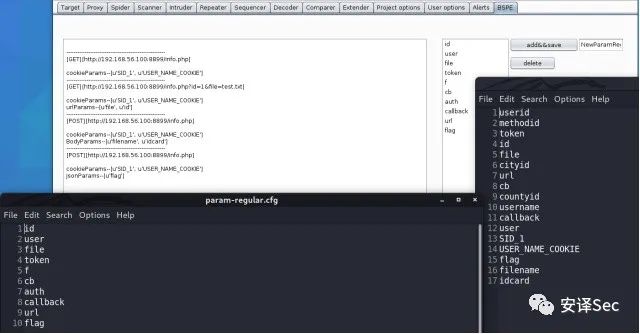 Target Proxy Spider Scanner Intruder Repeater Sequencer Decoder Comparer Extender Project options User options Alerts BSPE
--------------------------------------------
[GET][http://192.168.56.100:8899/info.php]
cookieParams--[u'SID_1', u'USER_NAME_COOKIE']
--------------------------------------------
[GET][http://192.168.56.100:8899/info.php?id=1&file=test.txt]
cookieParams--[u'SID_1', u'USER_NAME_COOKIE']
urlParams--[u'file', u'id']
--------------------------------------------
[POST][http://192.168.56.100:8899/info.php]
cookieParams--[u'SID_1', u'USER_NAME_COOKIE']
BodyParams--[u'filename', u'idcard']
--------------------------------------------
[POST][http://192.168.56.100:8899/info.php]
cookieParams--[u'SID_1', u'USER_NAME_COOKIE']
jsonParams--[u'flag']
id
user
file
token
f
cb
auth
callback
url
flag
add&&save NewParamReg
delete
File Edit Search Options Help
1 userid
2 methodid
3 token
4 id
5 file
6 cityid
7 url
8 cb
9 countyid
10 username
11 callback
12 user
13 SID_1
14 USER_NAME_COOKIE
15 flag
16 filename
17 idcard
param-regular.cfg
File Edit Search Options Help
1 id
2 user
3 file
4 token
5 f
6 cb
7 auth
8 callback
9 url
10 flag
安译Sec